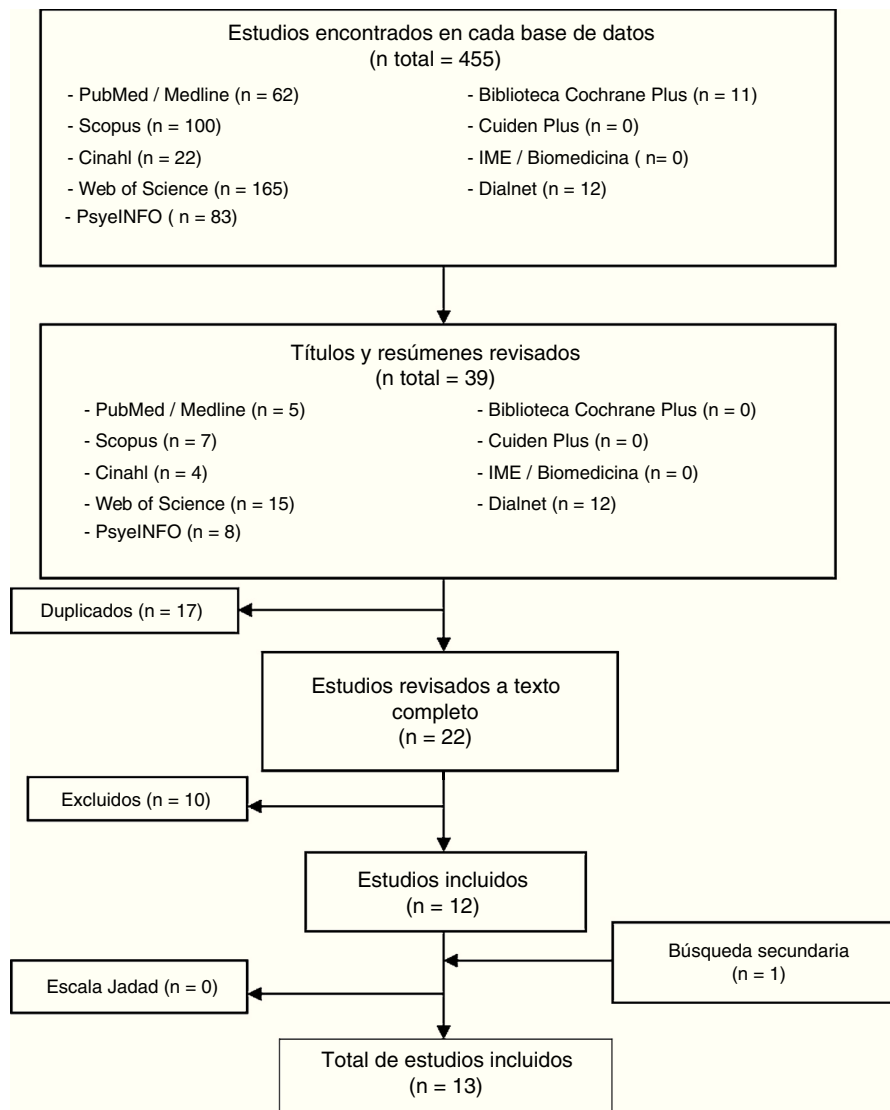 Estudios encontrados en cada base de datos
(n total = 455)
- PubMed / Medline (n = 62)
- Scopus (n = 100)
- Cinahl (n = 22)
- Web of Science (n = 165)
- PsyeINFO ( n = 83)
- Biblioteca Cochrane Plus (n = 11)
- Cuiden Plus (n = 0)
- IME / Biomedicina ( n= 0)
- Dialnet (n = 12)
Títulos y resúmenes revisados
(n total = 39)
- PubMed / Medline (n = 5)
- Scopus (n = 7)
- Cinahl (n = 4)
- Web of Science (n = 15)
- PsyeINFO (n = 8)
- Biblioteca Cochrane Plus (n = 0)
- Cuiden Plus (n = 0)
- IME / Biomedicina (n = 0)
- Dialnet (n = 12)
Duplicados (n = 17)
Estudios revisados a texto
completo
(n = 22)
Excluidos (n = 10)
Estudios incluidos
(n = 12)
Búsqueda secundaria
(n = 1)
Escala Jadad (n = 0)
Total de estudios incluidos
(n = 13)